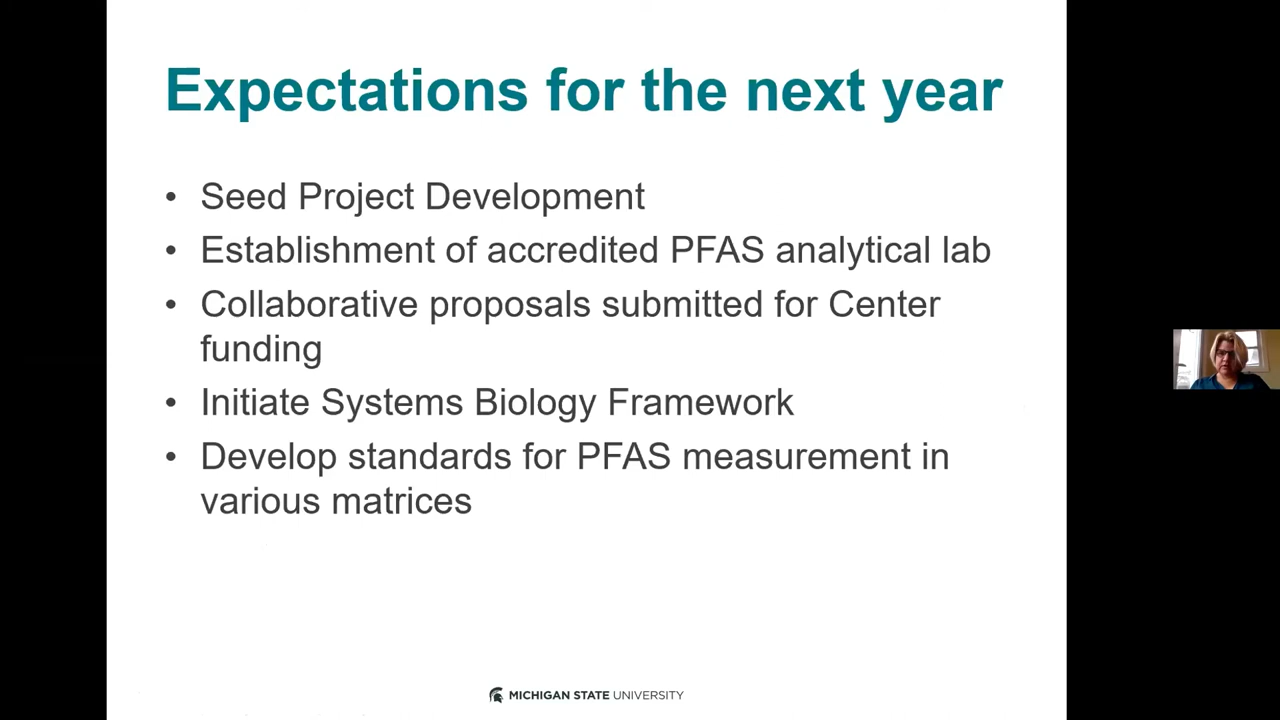 Expectations for the next year
• Seed Project Development
• Establishment of accredited PFAS analytical lab
• Collaborative proposals submitted for Center
funding
• Initiate Systems Biology Framework
• Develop standards for PFAS measurement in
various matrices
MICHIGAN STATE UNIVERSITY